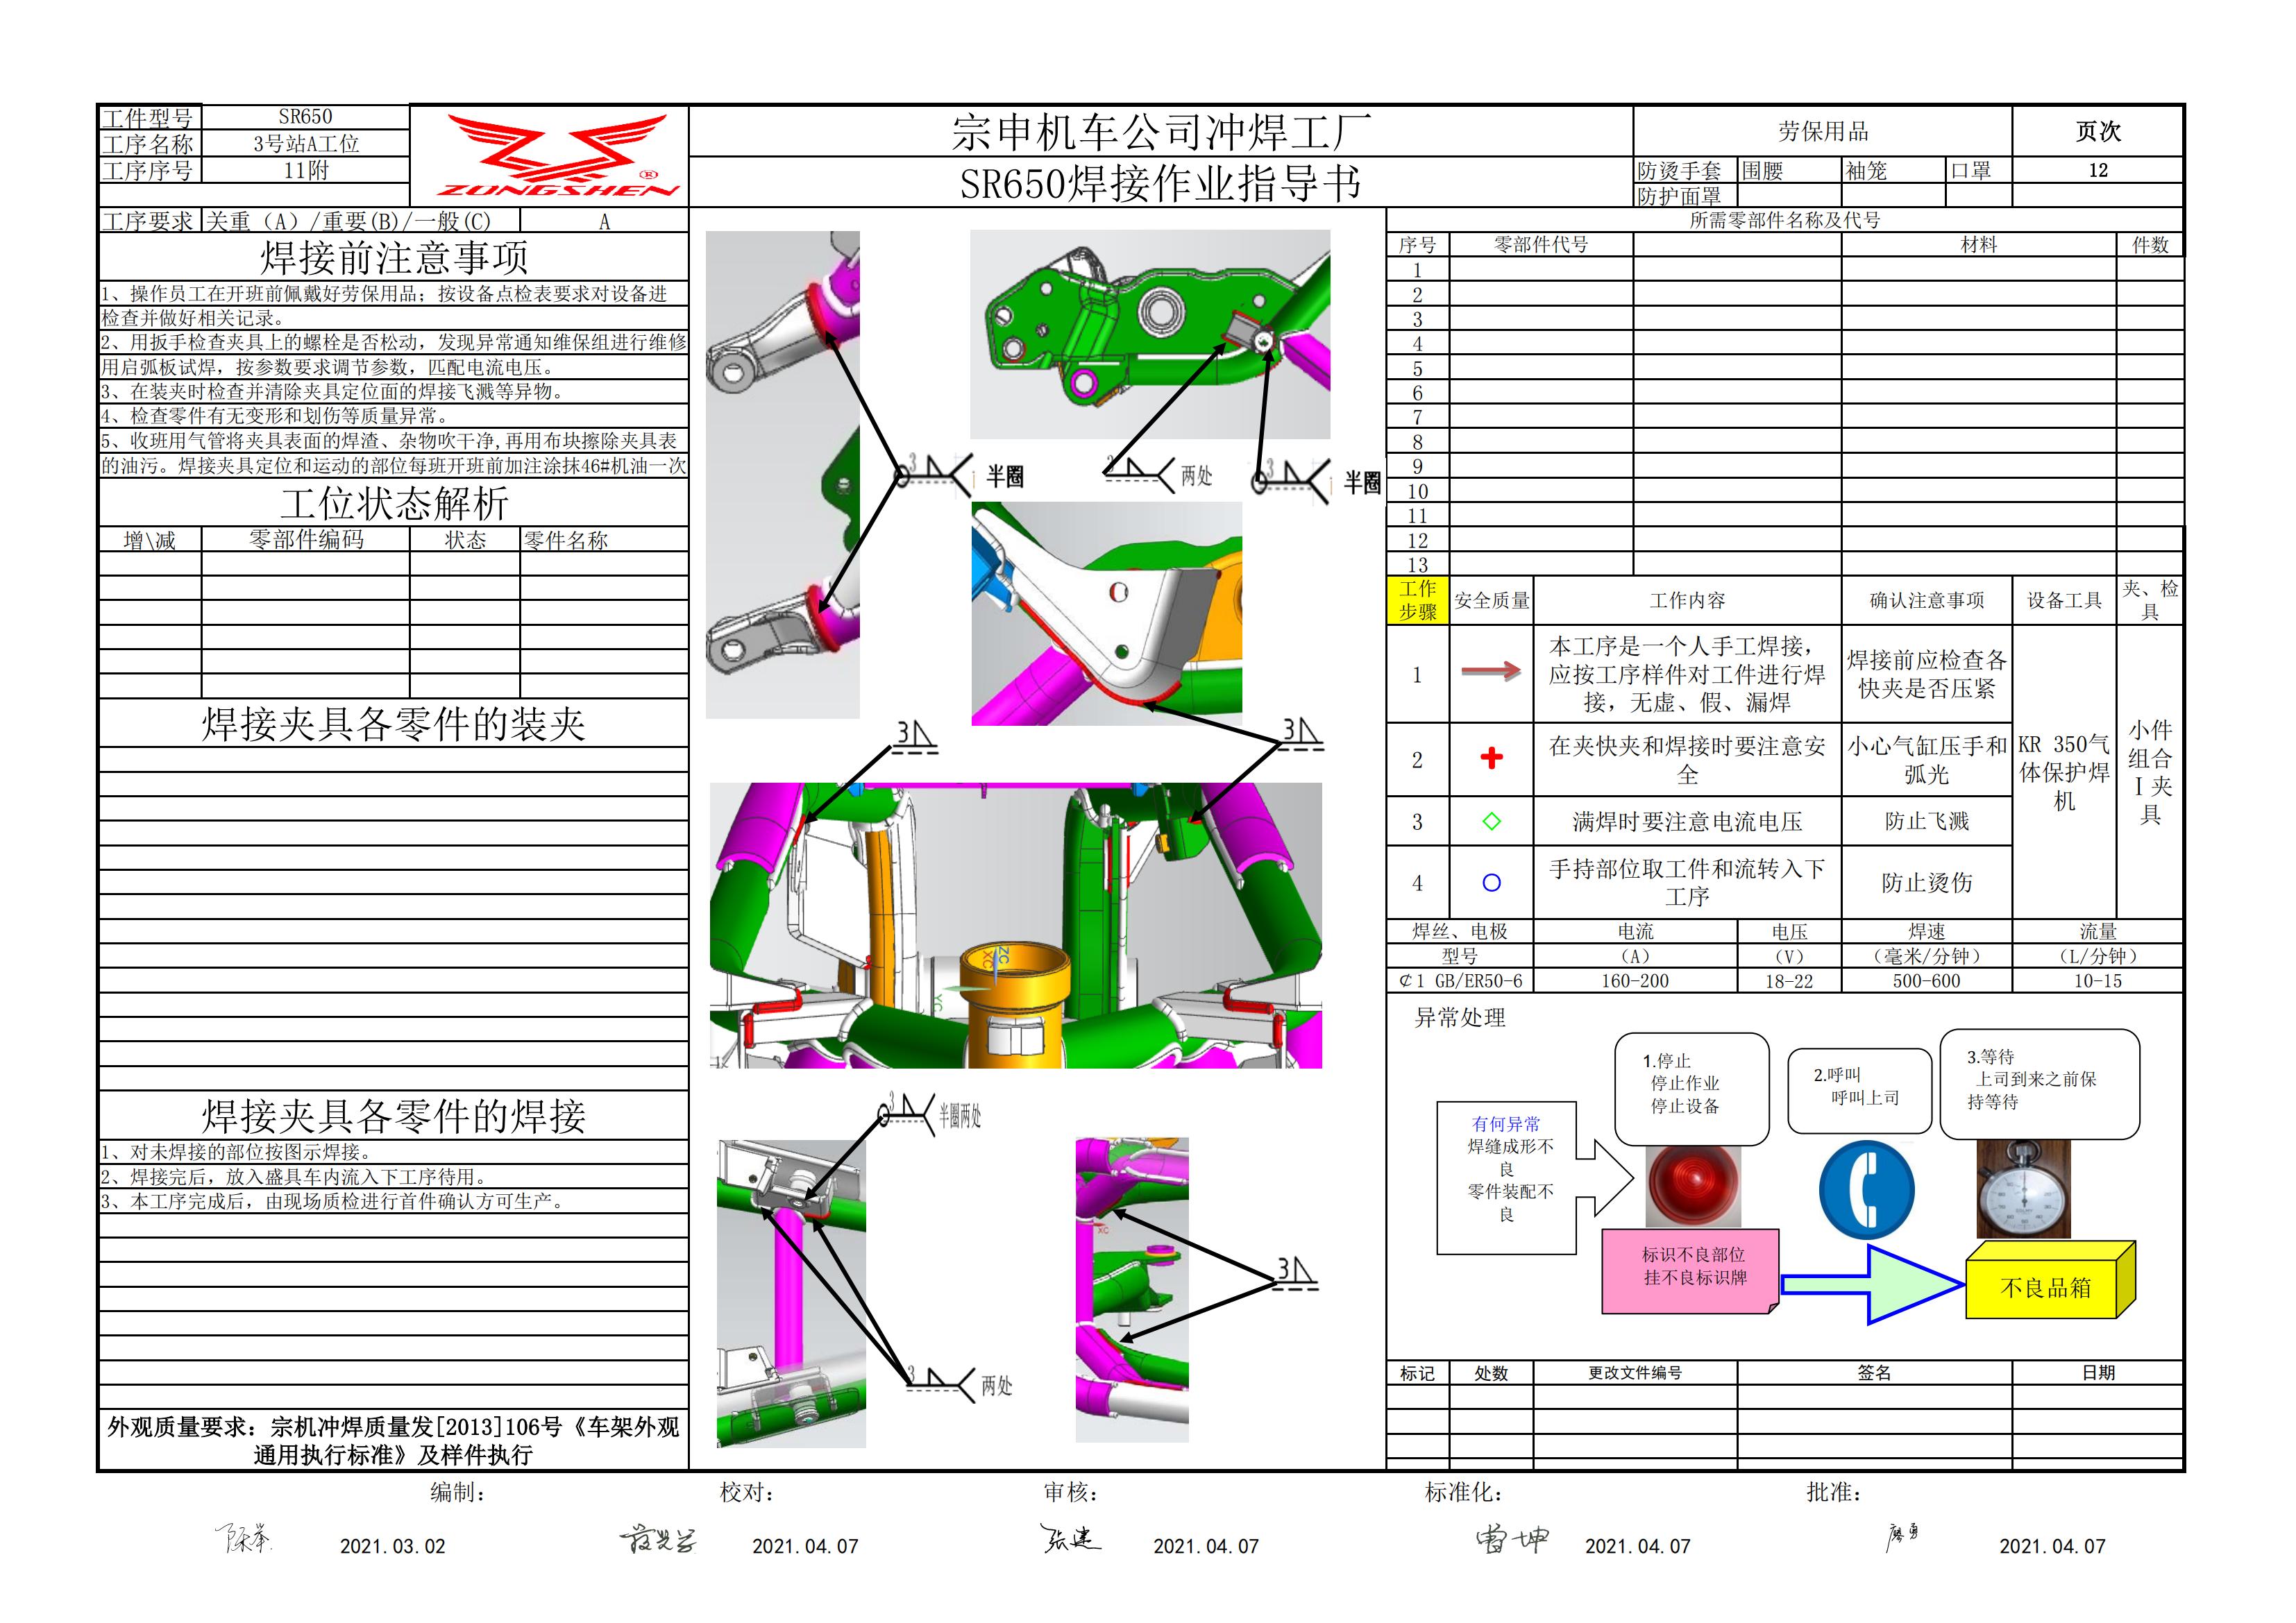 工件型号 SR650
工序名称 3号站A工位
工序序号 11附
ZONGSHEN ®
宗申机车公司冲焊工厂
SR650焊接作业指导书
劳保用品 页次
防烫手套 围腰 袖笼 口罩 12
防护面罩
工序要求 关重（A）/重要(B)/一般(C) A
焊接前注意事项
1、操作员工在开班前佩戴好劳保用品；按设备点检表要求对设备进
检查并做好相关记录。
2、用扳手检查夹具上的螺栓是否松动，发现异常通知维保组进行维修
用启弧板试焊，按参数要求调节参数，匹配电流电压。
3、在装夹时检查并清除夹具定位面的焊接飞溅等异物。
4、检查零件有无变形和划伤等质量异常。
5、收班用气管将夹具表面的焊渣、杂物吹干净,再用布块擦除夹具表
的油污。焊接夹具定位和运动的部位每班开班前加注涂抹46#机油一次
工位状态解析
增\减 零部件编码 状态 零件名称
焊接夹具各零件的装夹
焊接夹具各零件的焊接
1、对未焊接的部位按图示焊接。
2、焊接完后，放入盛具车内流入下工序待用。
3、本工序完成后，由现场质检进行首件确认方可生产。
外观质量要求：宗机冲焊质量发[2013]106号《车架外观
通用执行标准》及样件执行
3 半圈
3 两处
3 半圈
3
3
ZC
XC
YC
3 半圈两处
XC
3
3 两处
所需零部件名称及代号
序号 零部件代号 材料 件数
1
2
3
4
5
6
7
8
9
10
11
12
13
工作
步骤
安全质量 工作内容 确认注意事项 设备工具
夹、检
具
1
本工序是一个人手工焊接，
应按工序样件对工件进行焊
接，无虚、假、漏焊
焊接前应检查各
快夹是否压紧
2
在夹快夹和焊接时要注意安
全
小心气缸压手和
弧光
KR 350气
体保护焊
机
小件
组合
Ⅰ夹
具
3 满焊时要注意电流电压 防止飞溅
4
手持部位取工件和流转入下
工序
防止烫伤
焊丝、电极 电流 电压 焊速 流量
型号 （A） （V） （毫米/分钟） （L/分钟）
¢1 GB/ER50-6 160-200 18-22 500-600 10-15
异常处理
有何异常
焊缝成形不
良
零件装配不
良
1.停止
停止作业
停止设备
2.呼叫
呼叫上司
3.等待
上司到来之前保
持等待
标识不良部位
挂不良标识牌
不良品箱
标记 处数 更改文件编号 签名 日期
编制： 校对： 审核： 标准化： 批准：
2021.03.02 2021.04.07 张建 2021.04.07 雷坤 2021.04.07 廖勇 2021.04.07